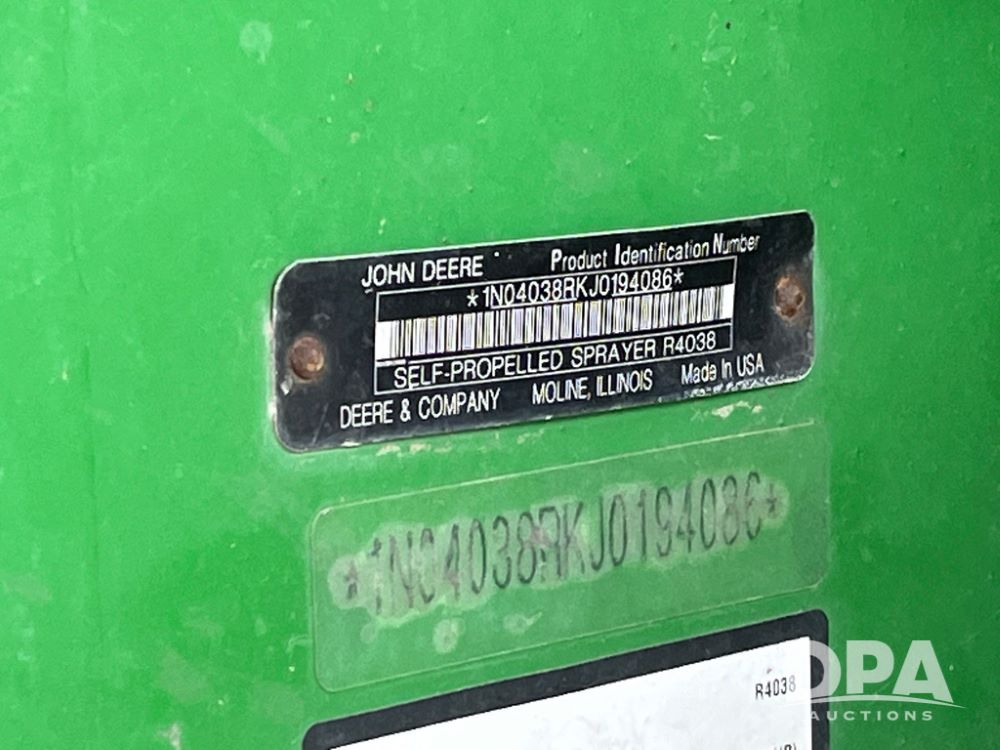 JOHN DEERE Product Identification Number
*1N04038RKJ0194086*
SELF-PROPELLED SPRAYER R4038
DEERE & COMPANY MOLINE, ILLINOIS Made In USA
*1N04038RKJ0194086*
R4038
DPA
AUCTIONS